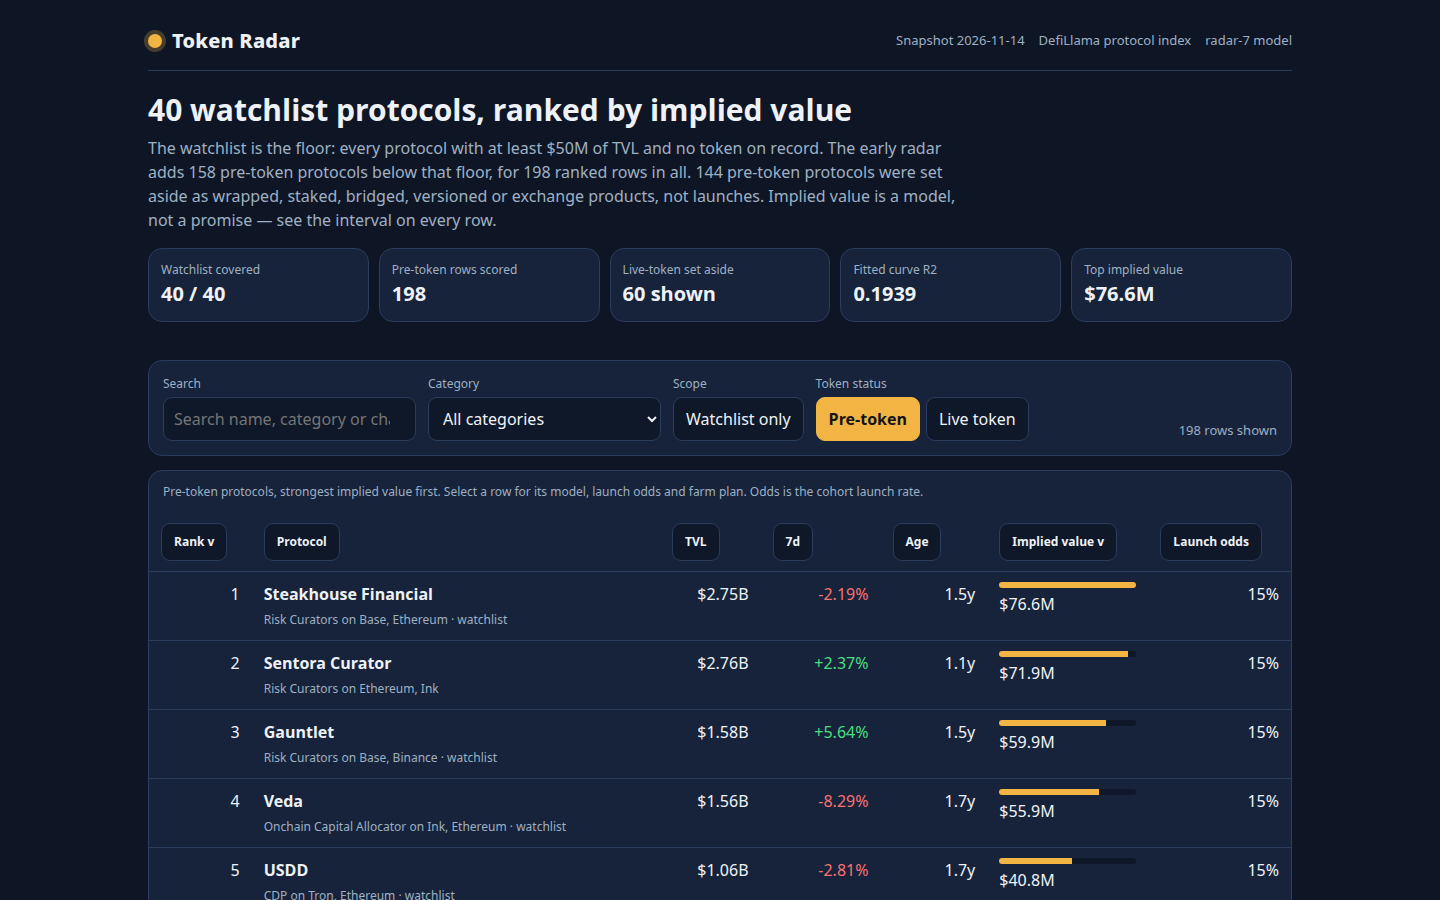 Token Radar
Snapshot 2026-11-14 DefiLlama protocol index radar-7 model
40 watchlist protocols, ranked by implied value
The watchlist is the floor: every protocol with at least $50M of TVL and no token on record. The early radar
adds 158 pre-token protocols below that floor, for 198 ranked rows in all. 144 pre-token protocols were set
aside as wrapped, staked, bridged, versioned or exchange products, not launches. Implied value is a model,
not a promise — see the interval on every row.
Watchlist covered
40 / 40
Pre-token rows scored
198
Live-token set aside
60 shown
Fitted curve R2
0.1939
Top implied value
$76.6M
Search Category Scope Token status
Search name, category or cha All categories Watchlist only Pre-token Live token
198 rows shown
Pre-token protocols, strongest implied value first. Select a row for its model, launch odds and farm plan. Odds is the cohort launch rate.
Rank v Protocol TVL 7d Age Implied value v Launch odds
1 Steakhouse Financial $2.75B -2.19% 1.5y $76.6M 15%
Risk Curators on Base, Ethereum · watchlist
2 Sentora Curator $2.76B +2.37% 1.1y $71.9M 15%
Risk Curators on Ethereum, Ink
3 Gauntlet $1.58B +5.64% 1.5y $59.9M 15%
Risk Curators on Base, Binance · watchlist
4 Veda $1.56B -8.29% 1.7y $55.9M 15%
Onchain Capital Allocator on Ink, Ethereum · watchlist
5 USDD $1.06B -2.81% 1.7y $40.8M 15%
CDP on Tron, Ethereum · watchlist